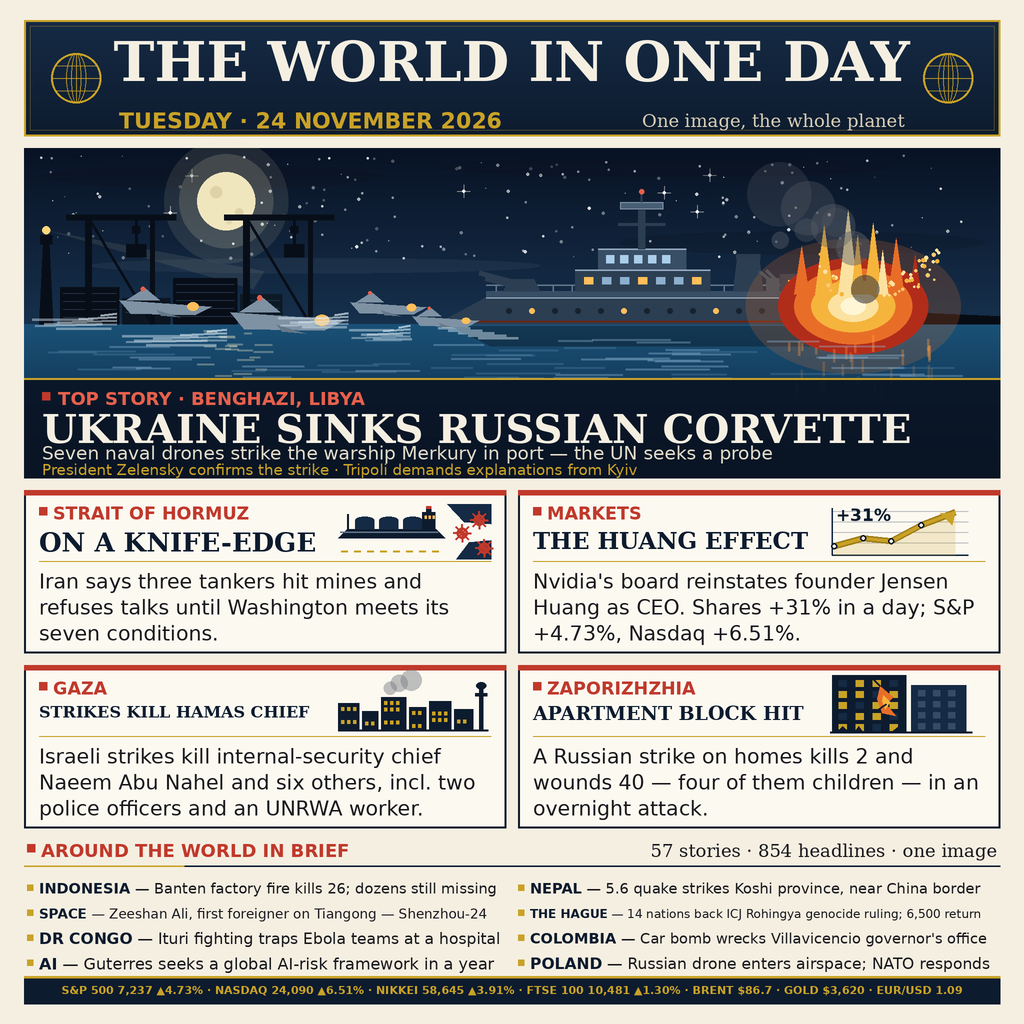 THE WORLD IN ONE DAY
TUESDAY · 24 NOVEMBER 2026
One image, the whole planet
TOP STORY · BENGHAZI, LIBYA
UKRAINE SINKS RUSSIAN CORVETTE
Seven naval drones strike the warship Merkury in port — the UN seeks a probe
President Zelensky confirms the strike · Tripoli demands explanations from Kyiv
STRAIT OF HORMUZ
ON A KNIFE-EDGE
Iran says three tankers hit mines and
refuses talks until Washington meets its
seven conditions.
MARKETS
THE HUANG EFFECT
+31%
Nvidia's board reinstates founder Jensen
Huang as CEO. Shares +31% in a day; S&P
+4.73%, Nasdaq +6.51%.
GAZA
STRIKES KILL HAMAS CHIEF
Israeli strikes kill internal-security chief
Naeem Abu Nahel and six others, incl. two
police officers and an UNRWA worker.
ZAPORIZHZHIA
APARTMENT BLOCK HIT
A Russian strike on homes kills 2 and
wounds 40 — four of them children — in an
overnight attack.
AROUND THE WORLD IN BRIEF
57 stories · 854 headlines · one image
INDONESIA — Banten factory fire kills 26; dozens still missing
SPACE — Zeeshan Ali, first foreigner on Tiangong — Shenzhou-24
DR CONGO — Ituri fighting traps Ebola teams at a hospital
AI — Guterres seeks a global AI-risk framework in a year
NEPAL — 5.6 quake strikes Koshi province, near China border
THE HAGUE — 14 nations back ICJ Rohingya genocide ruling; 6,500 return
COLOMBIA — Car bomb wrecks Villavicencio governor's office
POLAND — Russian drone enters airspace; NATO responds
S&P 500 7,237 ▲4.73% · NASDAQ 24,090 ▲6.51% · NIKKEI 58,645 ▲3.91% · FTSE 100 10,481 ▲1.30% · BRENT $86.7 · GOLD $3,620 · EUR/USD 1.09